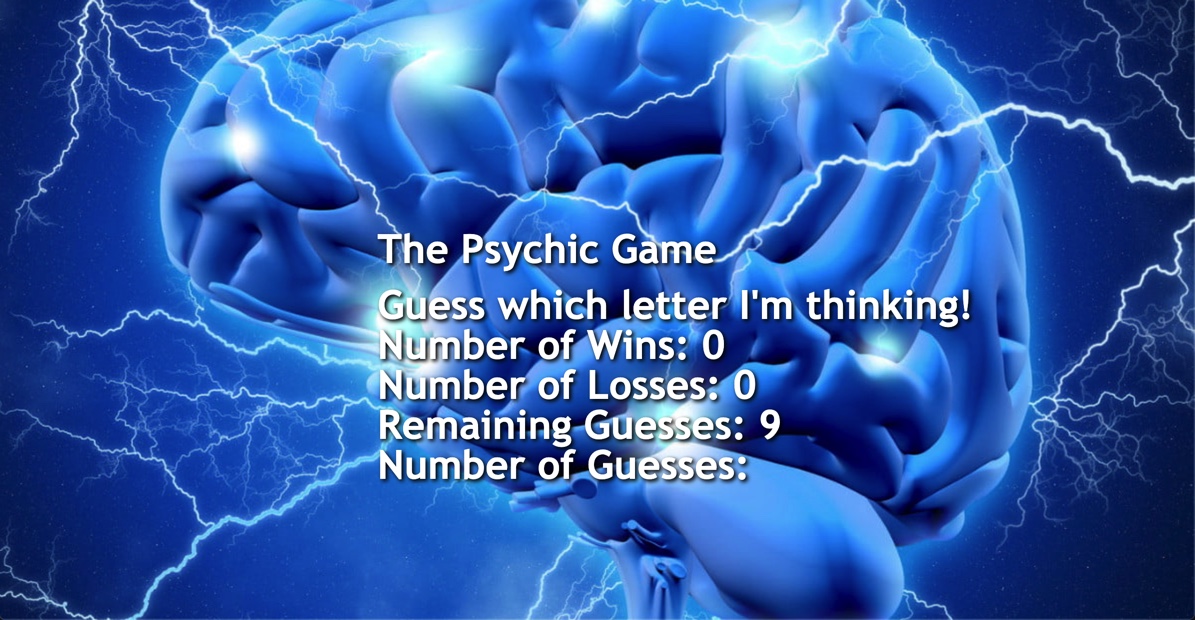 The Psychic Game
Guess which letter I'm thinking!
Number of Wins: 0
Number of Losses: 0
Remaining Guesses: 9
Number of Guesses: